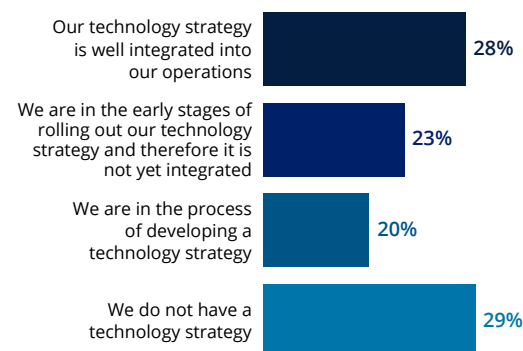 Our technology strategy
is well integrated into
our operations
28%
We are in the early stages of
rolling out our technology
strategy and therefore it is
not yet integrated
23%
We are in the process
of developing a
technology strategy
20%
We do not have a
technology strategy
29%